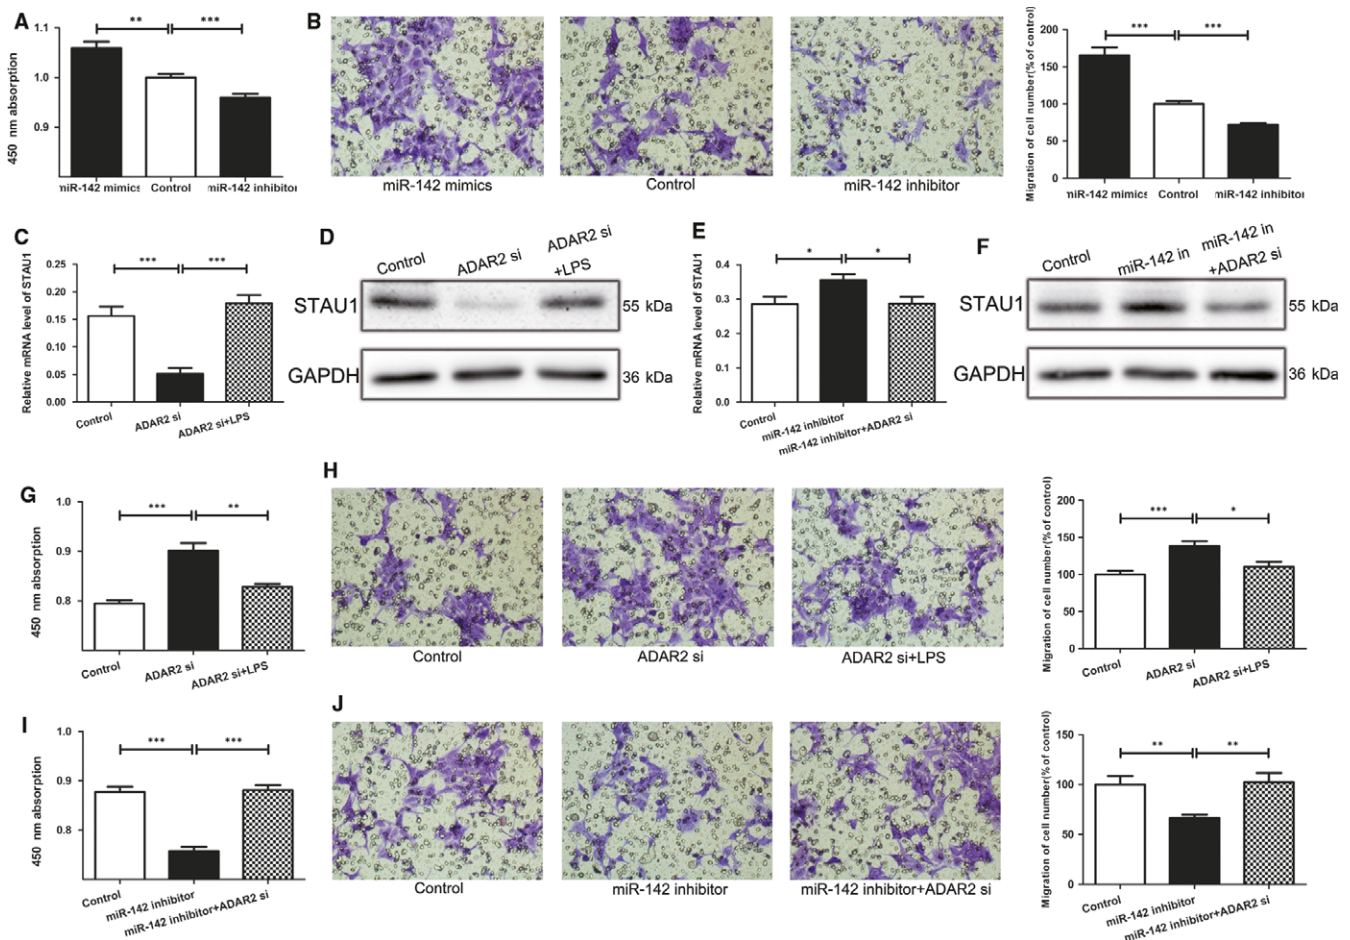 A
450 nm absorption
1.1
1.0
0.9
**
***
miR-142 mimics
Control
miR-142 inhibitor
B
miR-142 mimics
Control
miR-142 inhibitor
Migration of cell number(% of control)
200
150
100
50
0
***
***
miR-142 mimics
Control
miR-142 inhibitor
C
Relative mRNA level of STAU1
0.25
0.20
0.15
0.10
0.05
0.00
***
***
Control
ADAR2 si
ADAR2 si+LPS
D
Control
ADAR2 si
ADAR2 si
+LPS
STAU1
55 kDa
GAPDH
36 kDa
E
Relative mRNA level of STAU1
0.4
0.3
0.2
0.1
0.0
*
*
Control
miR-142 inhibitor
miR-142 inhibitor+ADAR2 si
F
Control
miR-142 in
miR-142 in
+ADAR2 si
STAU1
55 kDa
GAPDH
36 kDa
G
450 nm absorption
1.0
0.9
0.8
***
**
Control
ADAR2 si
ADAR2 si+LPS
H
Control
ADAR2 si
ADAR2 si+LPS
Migration of cell number(% of control)
200
150
100
50
0
***
*
Control
ADAR2 si
ADAR2 si+LPS
I
450 nm absorption
1.0
0.9
0.8
***
***
Control
miR-142 inhibitor
miR-142 inhibitor+ADAR2 si
J
Control
miR-142 inhibitor
miR-142 inhibitor+ADAR2 si
Migration of cell number(% of control)
150
100
50
0
**
**
Control
miR-142 inhibitor
miR-142 inhibitor+ADAR2 si